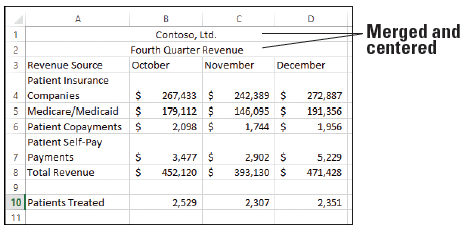 A B C D
1 Contoso, Ltd.
2 Fourth Quarter Revenue
3 Revenue Source October November December
Patient Insurance
4 Companies $ 267,433 $ 242,389 $ 272,887
5 Medicare/Medicaid $ 179,112 $ 146,095 $ 191,356
6 Patient Copayments $ 2,098 $ 1,744 $ 1,956
Patient Self-Pay
7 Payments $ 3,477 $ 2,902 $ 5,229
8 Total Revenue $ 452,120 $ 393,130 $ 471,428
9
10 Patients Treated 2,529 2,307 2,351
11
Merged and
centered